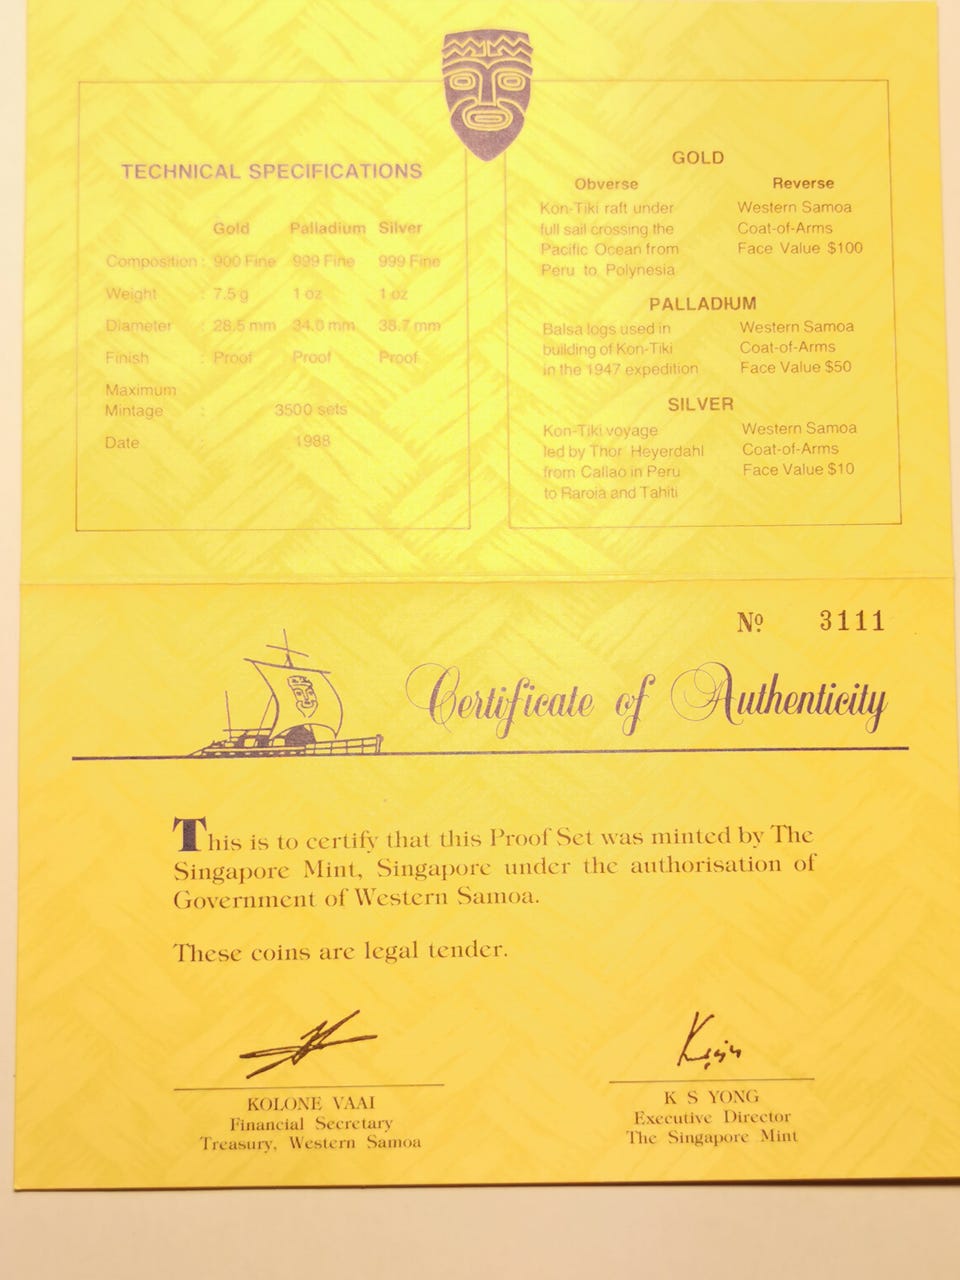 TECHNICAL SPECIFICATIONS
Gold Palladium Silver
Composition : 900 Fine 999 Fine 999 Fine
Weight : 7.5 g 1 oz 1 oz
Diameter : 28.5 mm 34.0 mm 38.7 mm
Finish : Proof Proof Proof
Maximum
Mintage : 3500 sets
Date : 1988
GOLD
Obverse Reverse
Kon-Tiki raft under Western Samoa
full sail crossing the Coat-of-Arms
Pacific Ocean from Face Value $100
Peru to Polynesia
PALLADIUM
Balsa logs used in Western Samoa
building of Kon-Tiki Coat-of-Arms
in the 1947 expedition Face Value $50
SILVER
Kon-Tiki voyage Western Samoa
led by Thor Heyerdahl Coat-of-Arms
from Callao in Peru Face Value $10
to Raroia and Tahiti
Nº 3111
Certificate of Authenticity
This is to certify that this Proof Set was minted by The
Singapore Mint, Singapore under the authorisation of
Government of Western Samoa.
These coins are legal tender.
KOLONE VAAI
Financial Secretary
Treasury, Western Samoa
K S YONG
Executive Director
The Singapore Mint